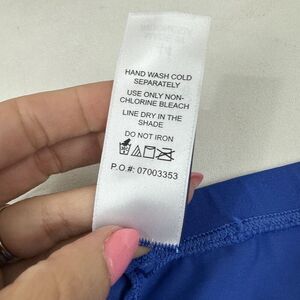 HAND WASH COLD
SEPARATELY
USE ONLY NON-
CHLORINE BLEACH
LINE DRY IN THE
SHADE
DO NOT IRON
P.O #: 07003353